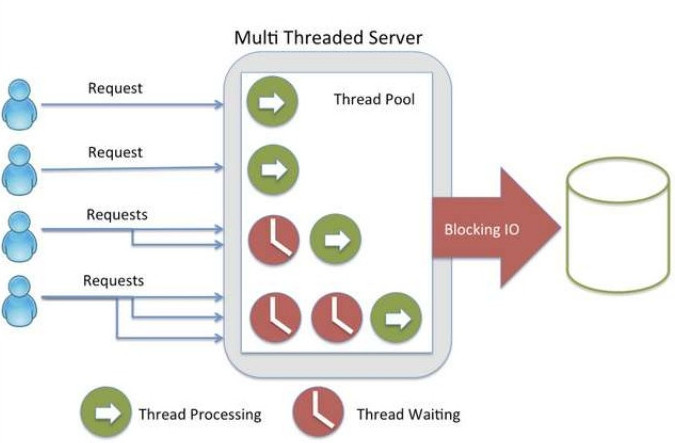 Multi Threaded Server
Request
Thread Pool
Request
Requests
Blocking IO
Requests
Thread Processing
Thread Waiting